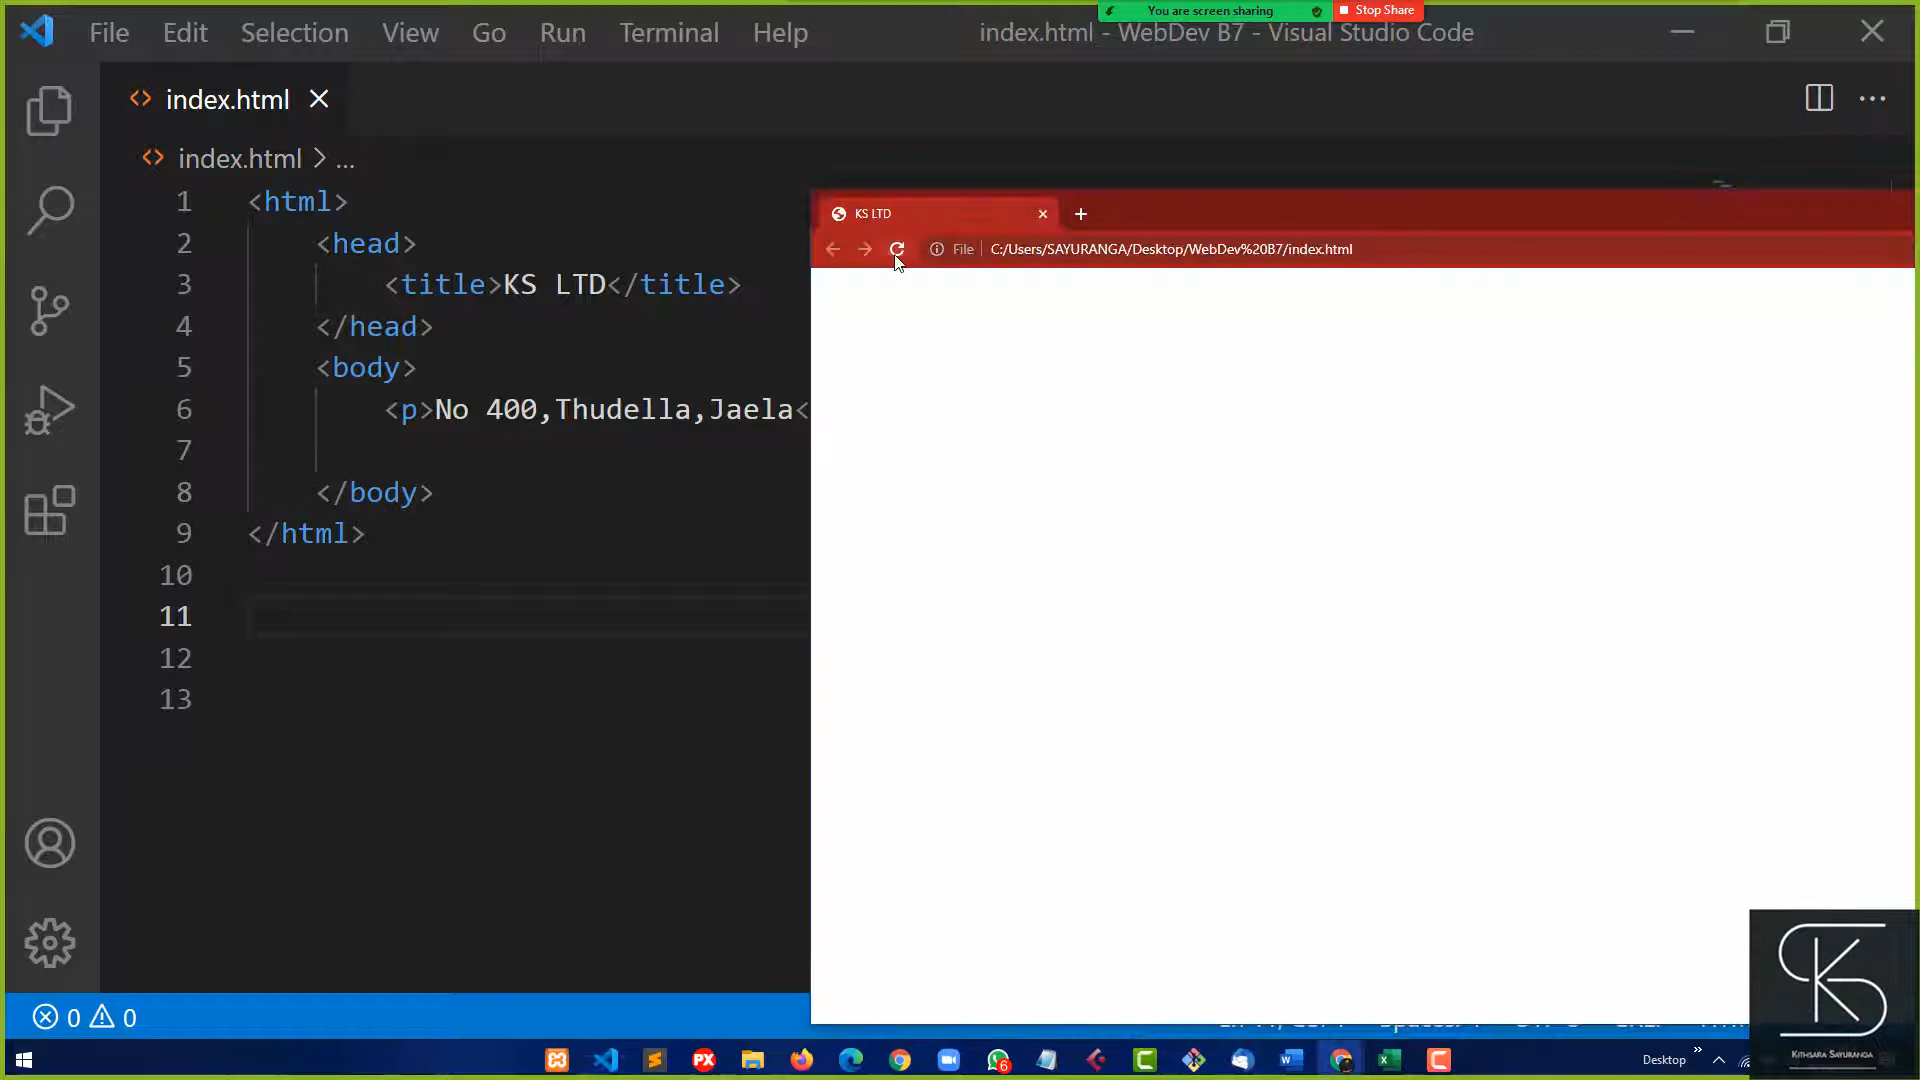 You are screen sharing
Stop Share
File Edit Selection View Go Run Terminal Help
index.html - WebDev B7 - Visual Studio Code
index.html
index.html > ...
1 <html>
2 <head>
3 <title>KS LTD</title>
4 </head>
5 <body>
6 <p>No 400,Thudella,Jaela<
7
8 </body>
9 </html>
10
11
12
13
KS LTD
File C:/Users/SAYURANGA/Desktop/WebDev%20B7/index.html
0 0
6
Desktop
KITHSARA SAYURANGA